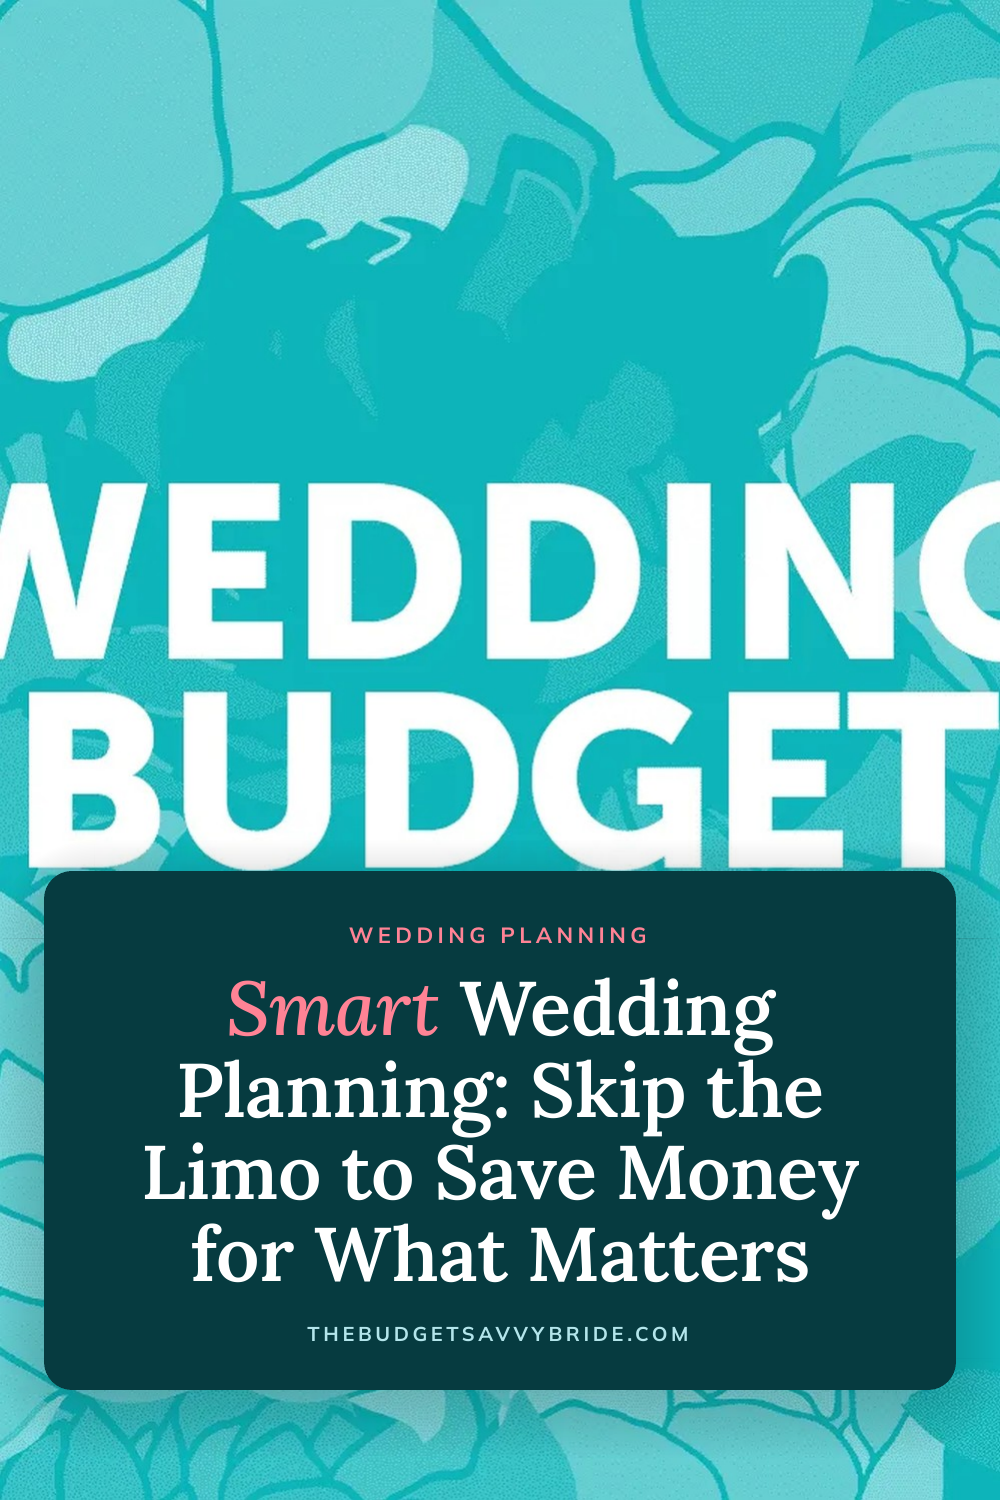 WEDDING
BUDGET
WEDDING PLANNING
Smart Wedding
Planning: Skip the
Limo to Save Money
for What Matters
THEBUDGETSAVVYBRIDE.COM